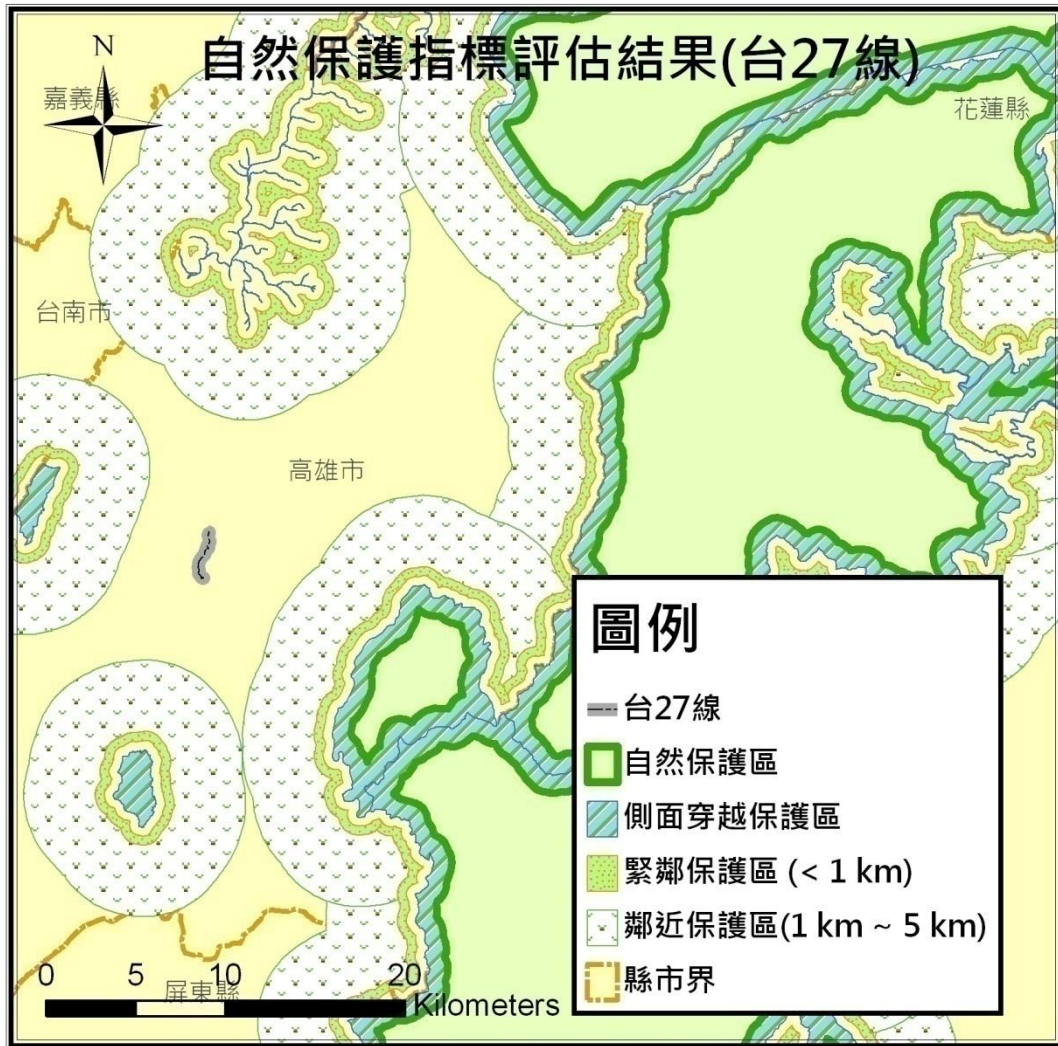 自然保護指標評估結果(台27線)
N
嘉義縣
花蓮縣
台南市
高雄市
圖例
台27線
自然保護區
側面穿越保護區
緊鄰保護區 (< 1 km)
鄰近保護區(1 km ~ 5 km)
縣市界
0 5 10 20
Kilometers
屏東縣